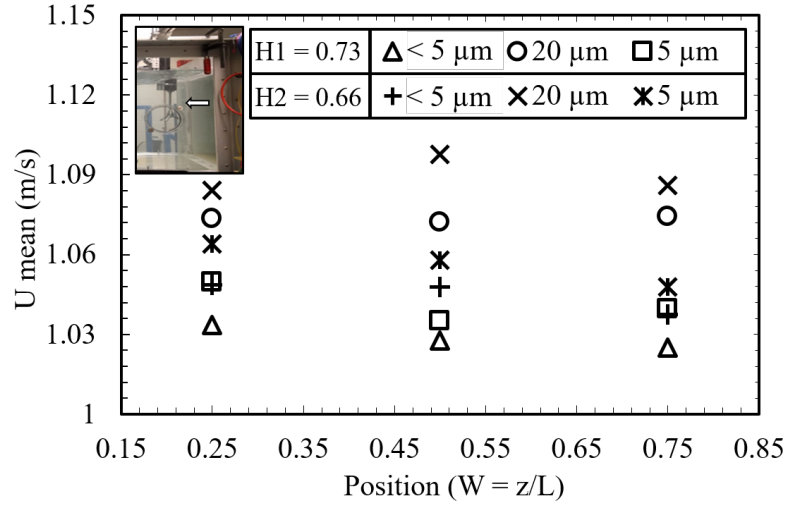 1.15
H1 = 0.73 < 5 µm 20 µm 5 µm
H2 = 0.66 < 5 µm 20 µm 5 µm
1.12
1.09
1.06
1.03
1
U mean (m/s)
0.15 0.25 0.35 0.45 0.55 0.65 0.75 0.85
Position (W = z/L)